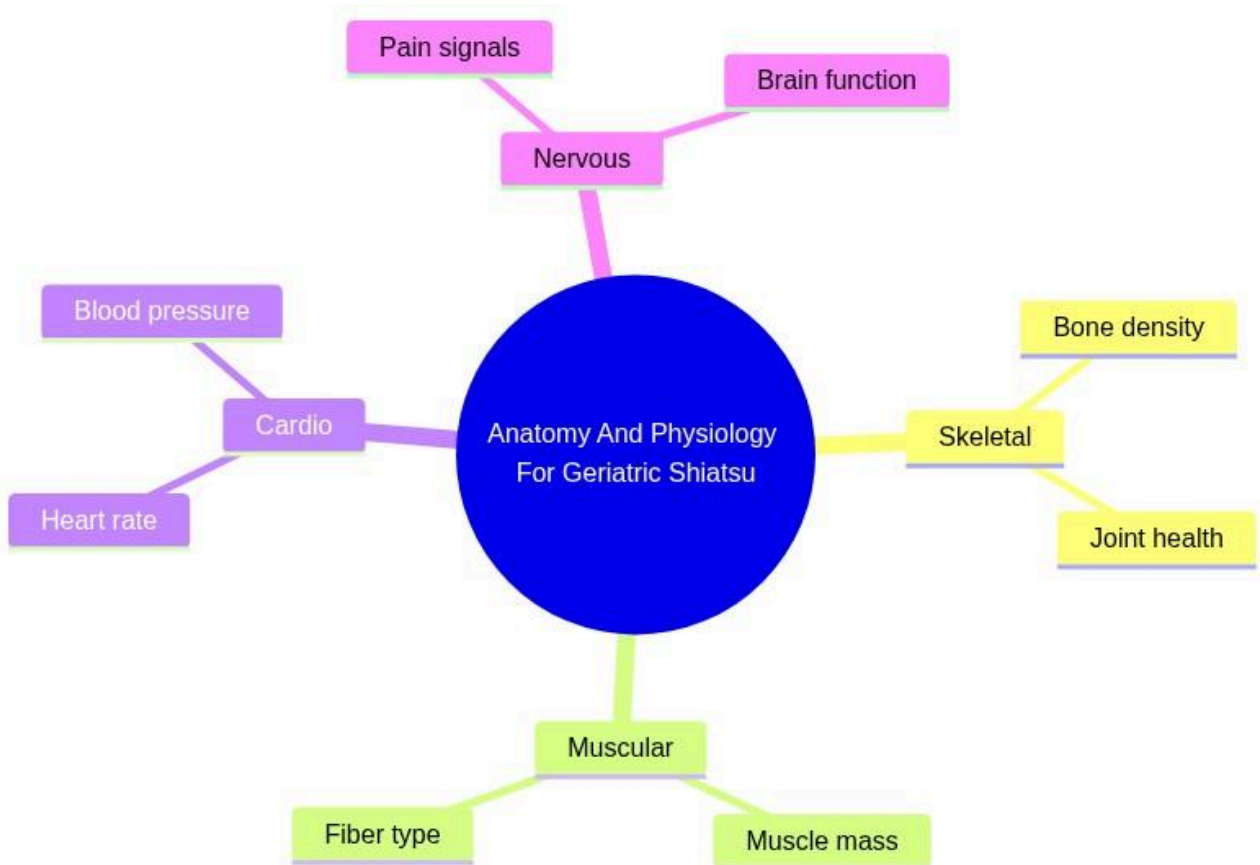 Pain signals
Brain function
Nervous
Blood pressure
Cardio
Heart rate
Anatomy And Physiology
For Geriatric Shiatsu
Bone density
Skeletal
Joint health
Muscular
Fiber type
Muscle mass